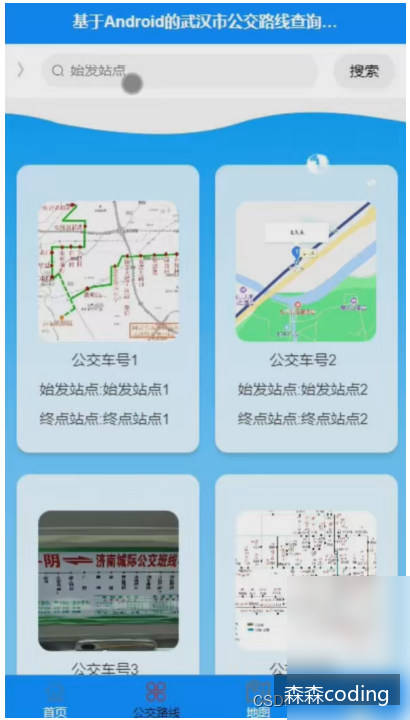 基于Android的武汉市公交路线查询...
始发站点
搜索
公交车号1
始发站点:始发站点1
终点站点:终点站点1
公交车号2
始发站点:始发站点2
终点站点:终点站点2
阴
济南城际公交班线
公交车号3
首页
公交路线
地图
CSD
森森coding